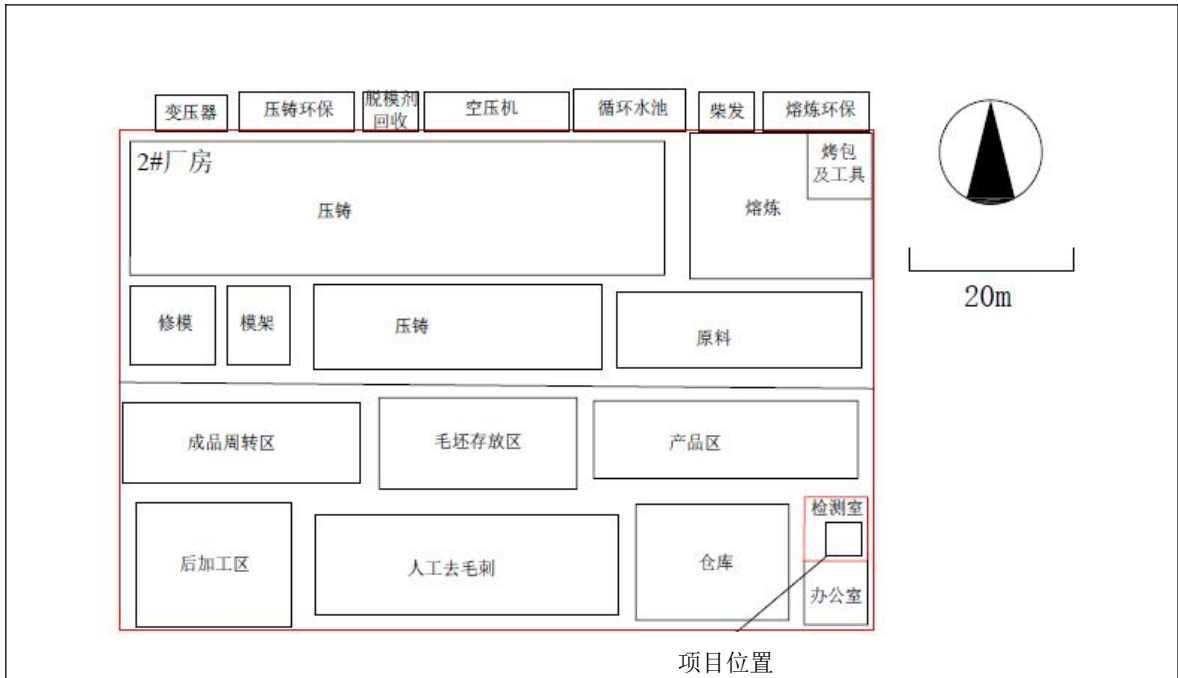 变压器
压铸环保
脱模剂
回收
空压机
循环水池
柴发
熔炼环保
2#厂房
烤包
及工具
压铸
熔炼
20m
修模
模架
压铸
原料
成品周转区
毛坯存放区
产品区
检测室
后加工区
人工去毛刺
仓库
办公室
项目位置